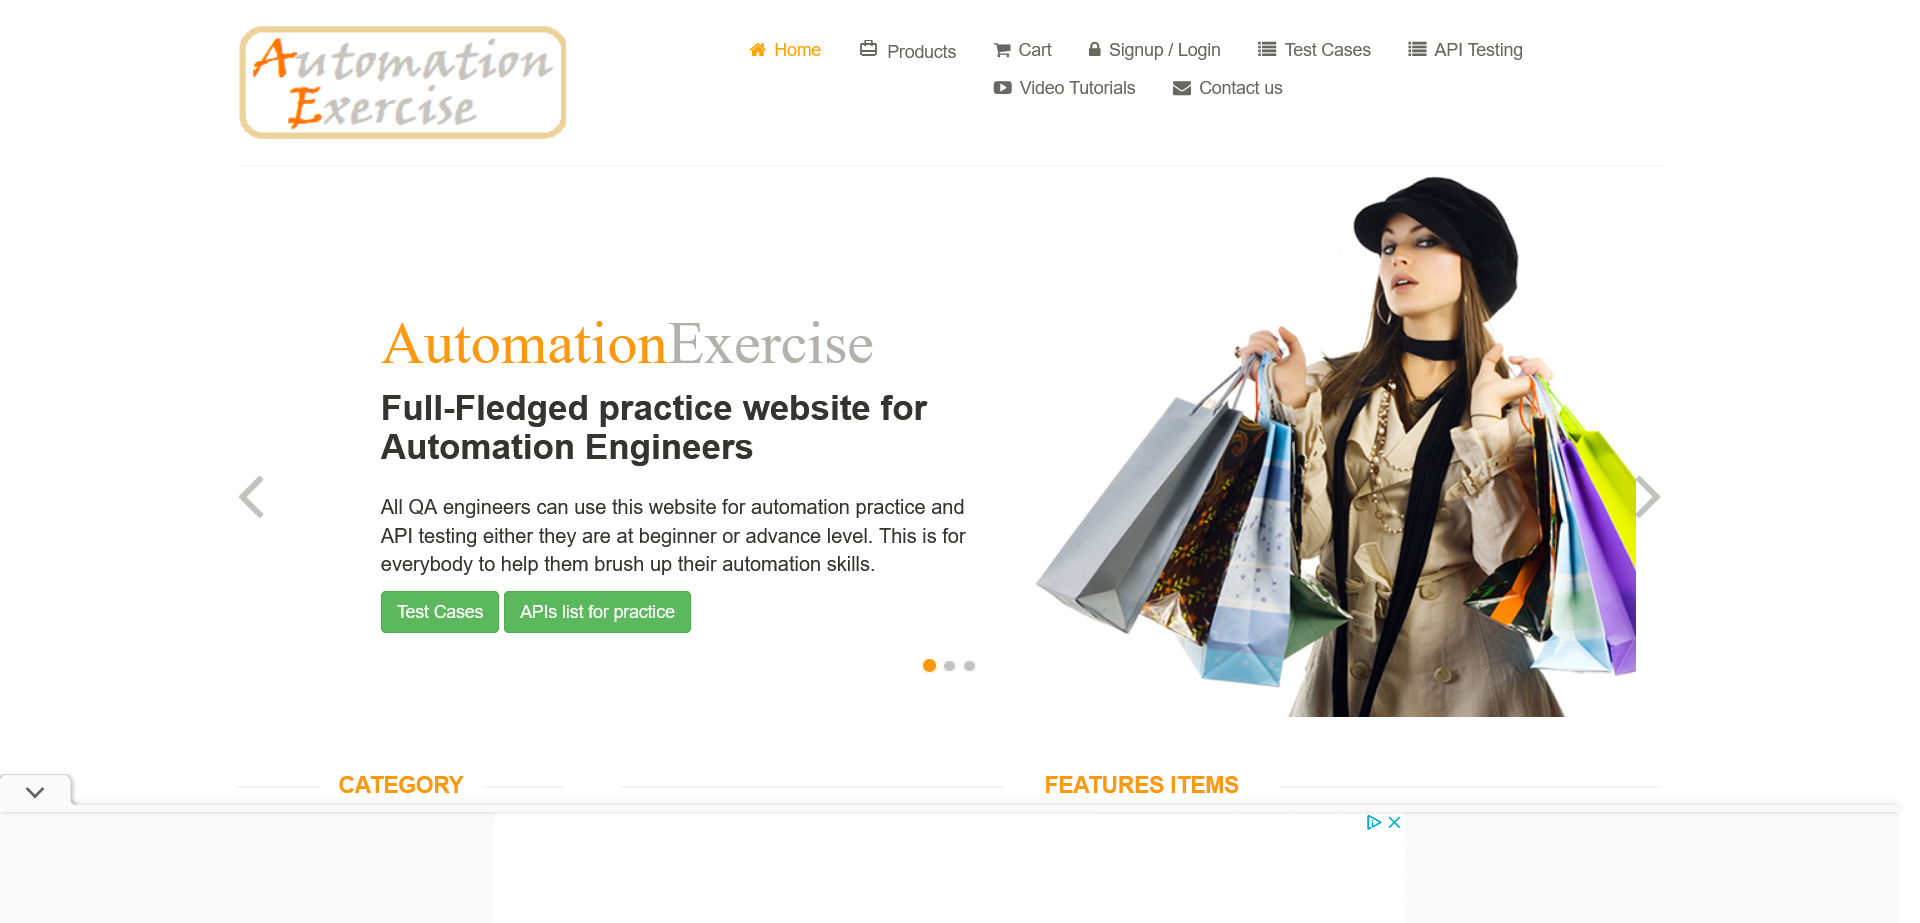 Automation
Exercise
Home
Products
Cart
Signup / Login
Test Cases
API Testing
Video Tutorials
Contact us
AutomationExercise
Full-Fledged practice website for
Automation Engineers
All QA engineers can use this website for automation practice and
API testing either they are at beginner or advance level. This is for
everybody to help them brush up their automation skills.
Test Cases
APIs list for practice
CATEGORY
FEATURES ITEMS